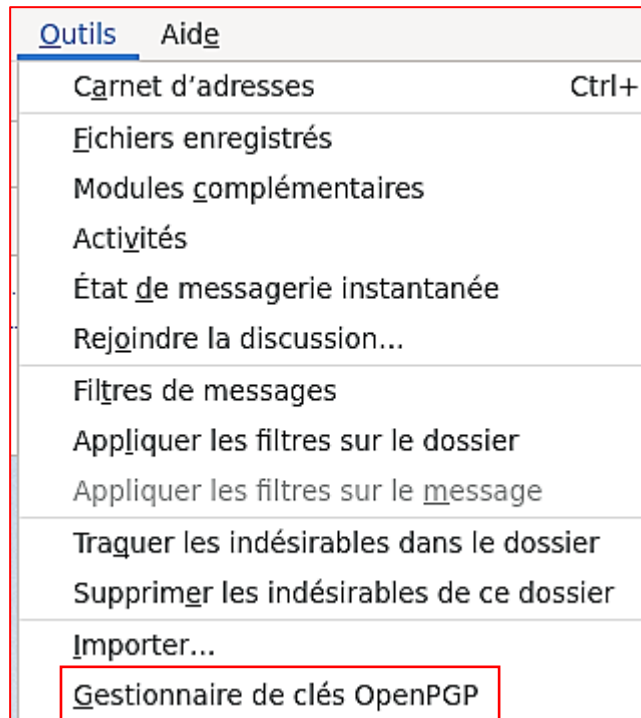 Outils Aide
Carnet d’adresses Ctrl+
Fichiers enregistrés
Modules complémentaires
Activités
État de messagerie instantanée
Rejoindre la discussion...
Filtres de messages
Appliquer les filtres sur le dossier
Appliquer les filtres sur le message
Traquer les indésirables dans le dossier
Supprimer les indésirables de ce dossier
Importer...
Gestionnaire de clés OpenPGP